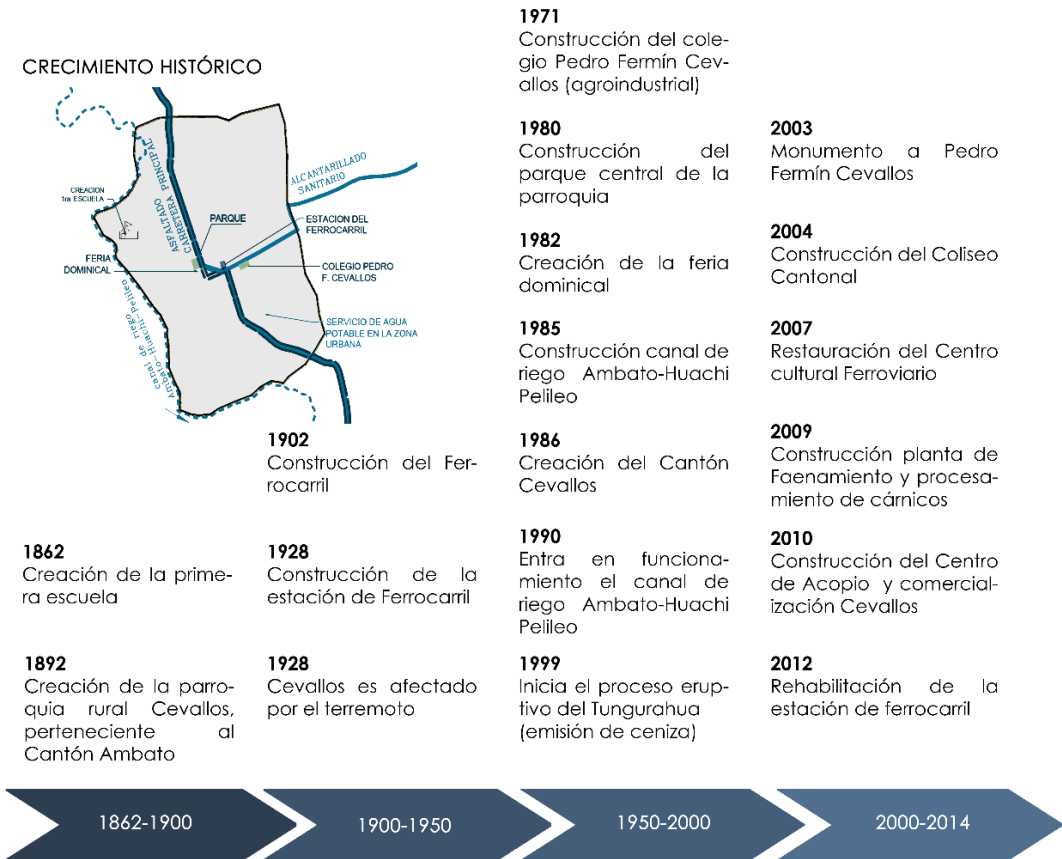 CRECIMIENTO HISTÓRICO
CREACION
1ra ESCUELA
ASFALTADO
CARRETERA PRINCIPAL
ALCANTARILLADO
SANITARIO
PARQUE
ESTACION DEL
FERROCARRIL
FERIA
DOMINICAL
COLEGIO PEDRO
F. CEVALLOS
canal de riego
Ambato-Huachi-Pelileo
SERVICIO DE AGUA
POTABLE EN LA ZONA
URBANA
1862
Creación de la prime-
ra escuela
1892
Creación de la parro-
quia rural Cevallos,
perteneciente al
Cantón Ambato
1902
Construcción del Fer-
rocarril
1928
Construcción de la
estación de Ferrocarril
1928
Cevallos es afectado
por el terremoto
1971
Construcción del cole-
gio Pedro Fermín Cev-
allos (agroindustrial)
1980
Construcción del
parque central de la
parroquia
1982
Creación de la feria
dominical
1985
Construcción canal de
riego Ambato-Huachi
Pelileo
1986
Creación del Cantón
Cevallos
1990
Entra en funciona-
miento el canal de
riego Ambato-Huachi
Pelileo
1999
Inicia el proceso erup-
tivo del Tungurahua
(emisión de ceniza)
2003
Monumento a Pedro
Fermín Cevallos
2004
Construcción del Coliseo
Cantonal
2007
Restauración del Centro
cultural Ferroviario
2009
Construcción planta de
Faenamiento y procesa-
miento de cárnicos
2010
Construcción del Centro
de Acopio y comercial-
ización Cevallos
2012
Rehabilitación de la
estación de ferrocarril
1862-1900
1900-1950
1950-2000
2000-2014